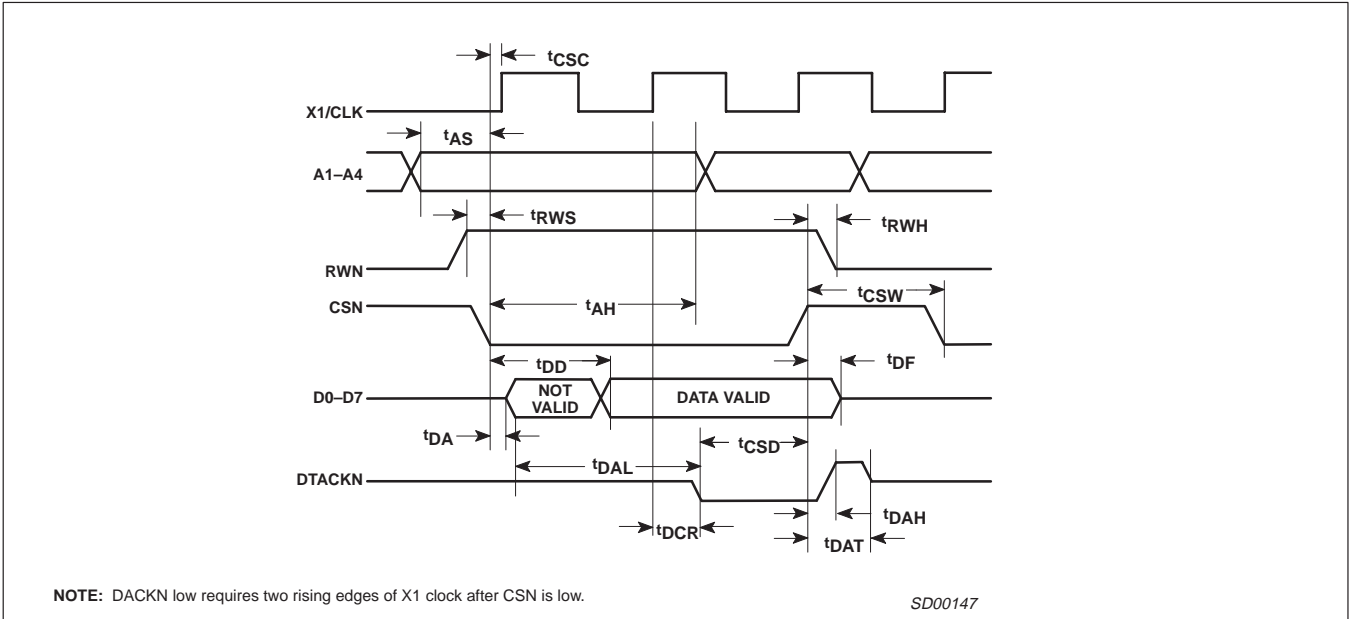 tCSC
X1/CLK
tAS
A1–A4
tRWS
tRWH
RWN
CSN
tAH
tCSW
tDD
tDF
D0–D7
NOT
VALID
DATA VALID
tDA
tCSD
tDAL
DTACKN
tDCR
tDAH
tDAT
NOTE: DACKN low requires two rising edges of X1 clock after CSN is low.
SD00147